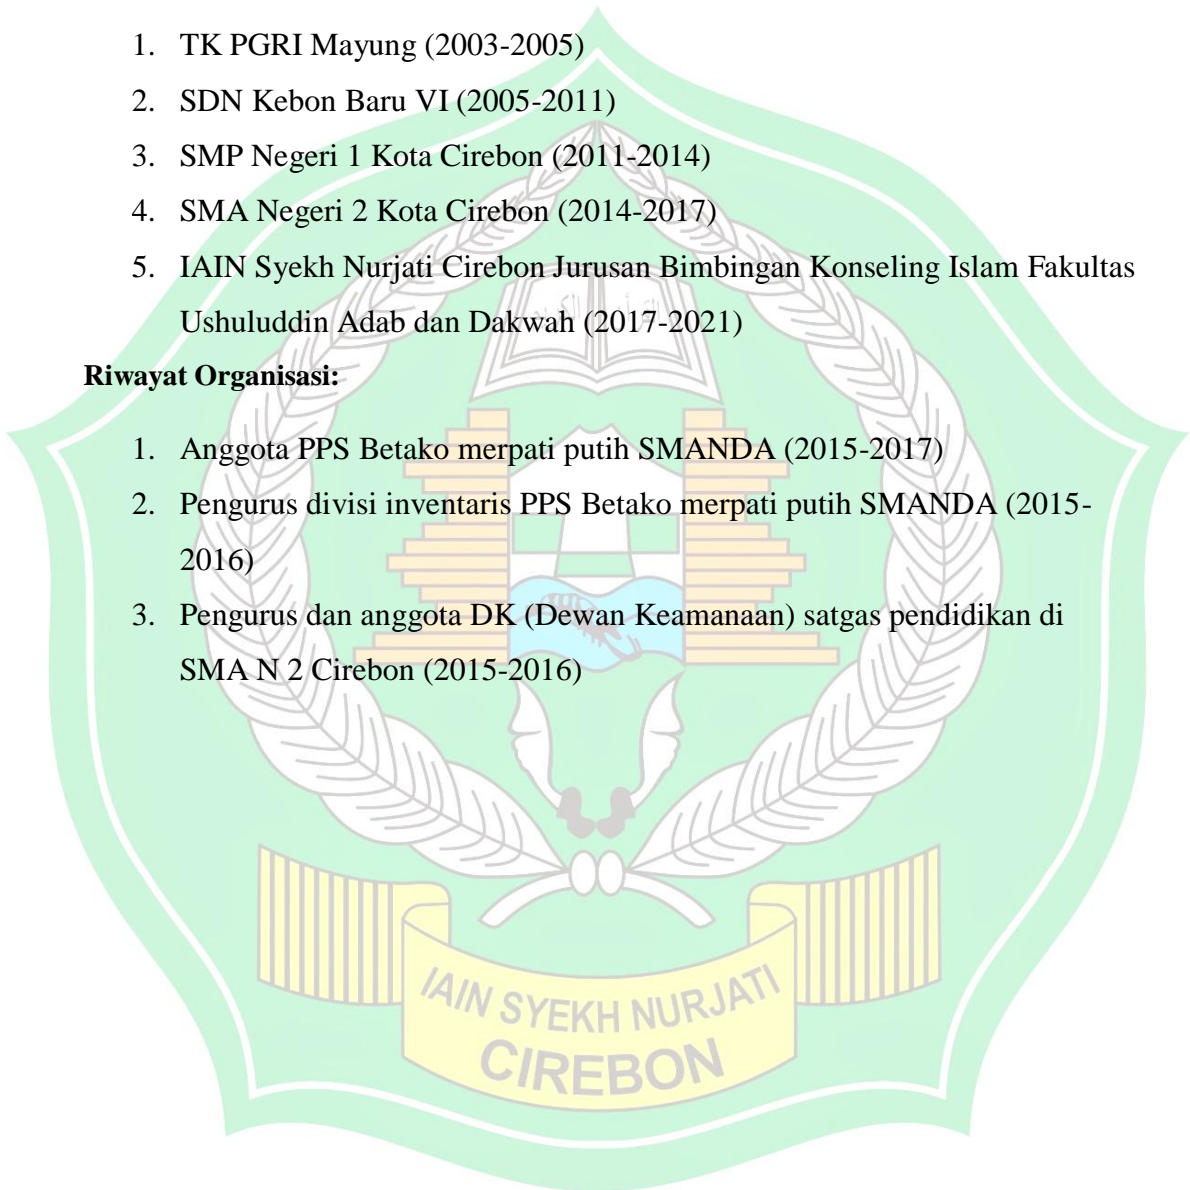 1. TK PGRI Mayung (2003-2005)
2. SDN Kebon Baru VI (2005-2011)
3. SMP Negeri 1 Kota Cirebon (2011-2014)
4. SMA Negeri 2 Kota Cirebon (2014-2017)
5. IAIN Syekh Nurjati Cirebon Jurusan Bimbingan Konseling Islam Fakultas
Ushuluddin Adab dan Dakwah (2017-2021)
Riwayat Organisasi:
1. Anggota PPS Betako merpati putih SMANDA (2015-2017)
2. Pengurus divisi inventaris PPS Betako merpati putih SMANDA (2015-
2016)
3. Pengurus dan anggota DK (Dewan Keamanaan) satgas pendidikan di
SMA N 2 Cirebon (2015-2016)
IAIN SYEKH NURJATI
CIREBON